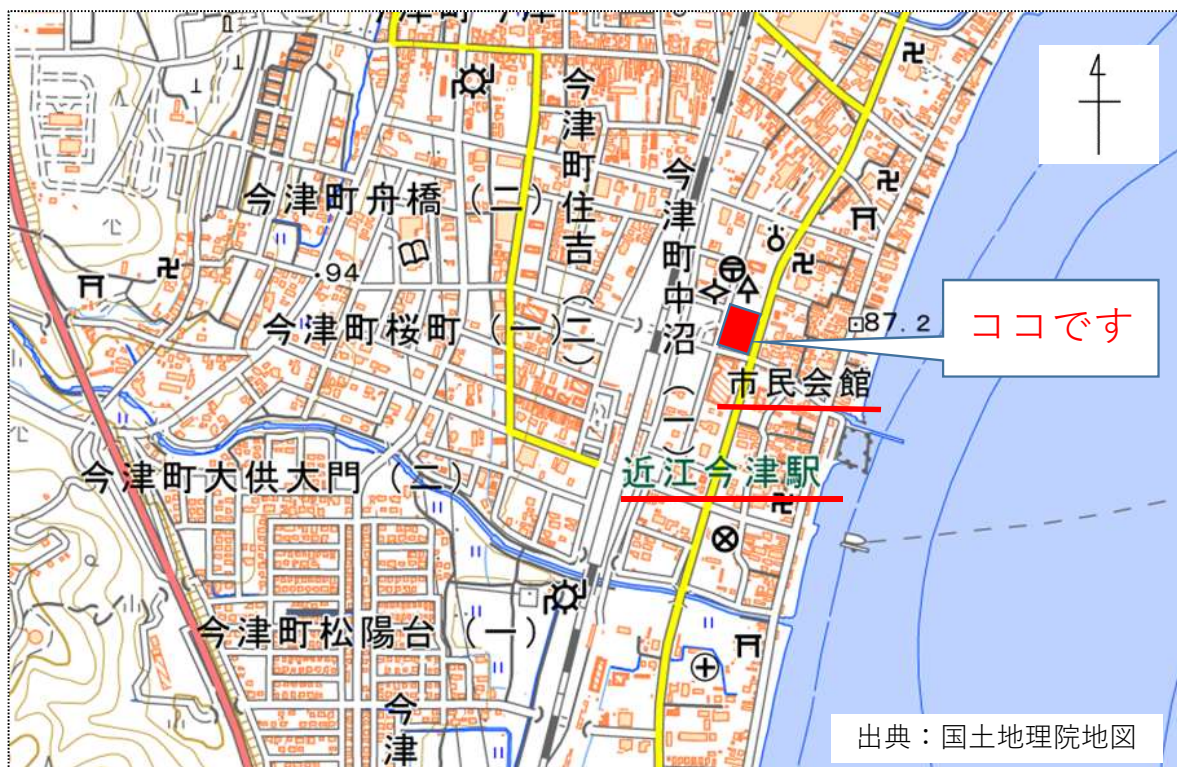 今津町住吉（二）
今津町舟橋（二）
今津町中沼（一）
94
今津町桜町（一）
87.2
ココです
市民会館
今津町大供大門（二）
近江今津駅
今津町松陽台（一）
今津
出典：国土地理院地図